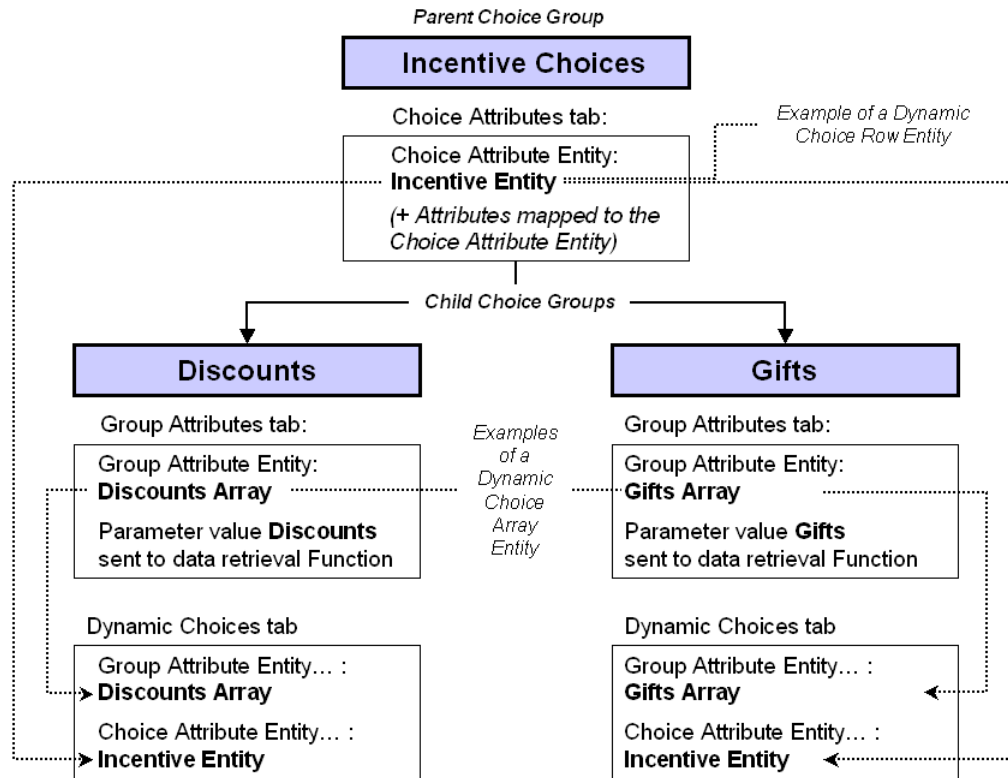 Parent Choice Group
Incentive Choices
Choice Attributes tab:
Example of a Dynamic
Choice Row Entity
Choice Attribute Entity:
Incentive Entity
(+ Attributes mapped to the
Choice Attribute Entity)
Child Choice Groups
Discounts
Group Attributes tab:
Group Attribute Entity:
Discounts Array
Parameter value Discounts
sent to data retrieval Function
Examples
of a
Dynamic
Choice
Array
Entity
Gifts
Group Attributes tab:
Group Attribute Entity:
Gifts Array
Parameter value Gifts
sent to data retrieval Function
Dynamic Choices tab
Group Attribute Entity… :
Discounts Array
Choice Attribute Entity… :
Incentive Entity
Dynamic Choices tab
Group Attribute Entity… :
Gifts Array
Choice Attribute Entity… :
Incentive Entity